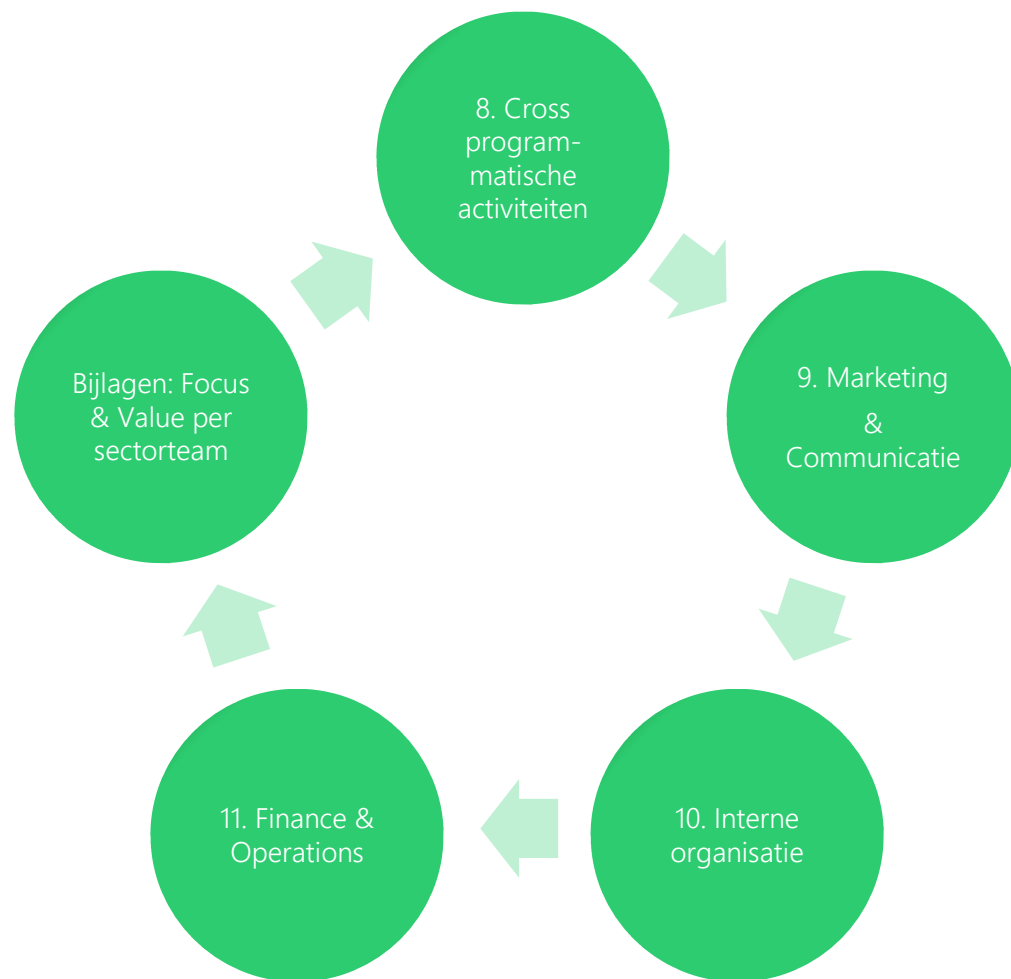 8. Cross
program-
matische
activiteiten
9. Marketing
&
Communicatie
10. Interne
organisatie
11. Finance &
Operations
Bijlagen: Focus
& Value per
sectorteam